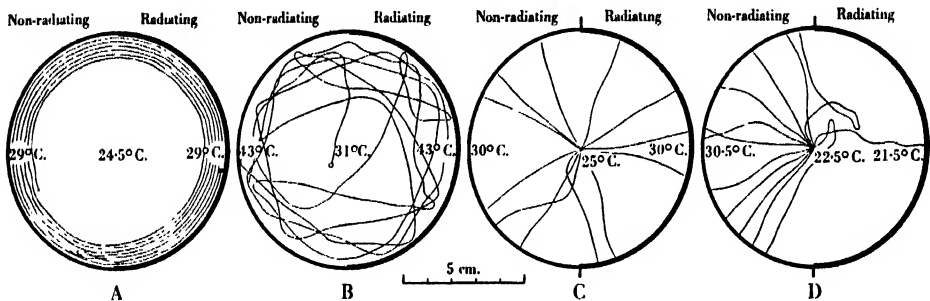 Non-radiating Radiating Non-radiating Radiating Non-radiating Radiating Non-radiating Radiating
29°C. 24·5°C. 29°C. 43°C. 31°C. 43°C. 30°C. 25°C. 30°C. 30·5°C. 22·5°C. 21·5°C.
5 cm.
A B C D